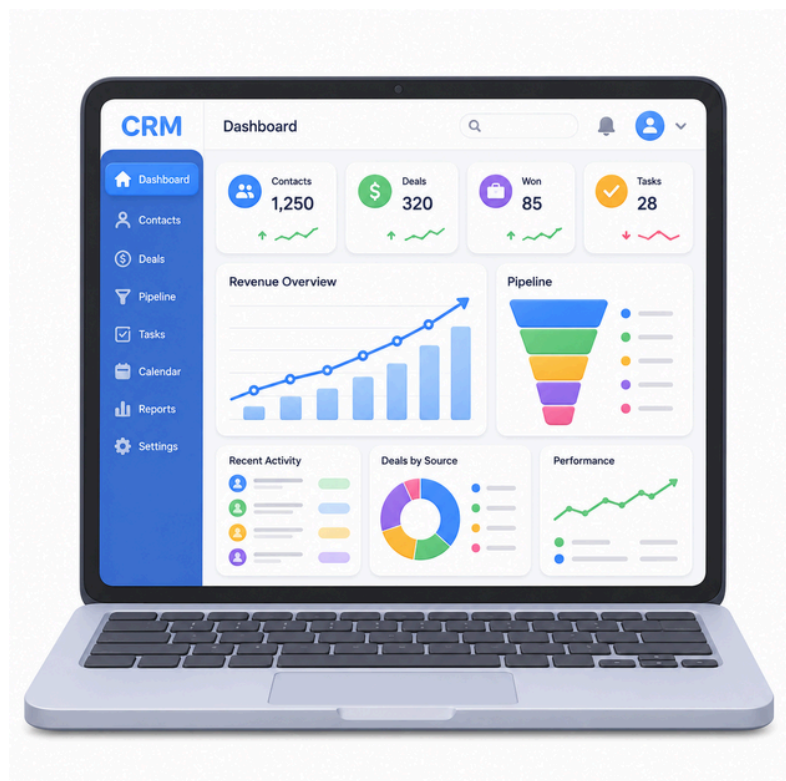 CRM
Dashboard
Dashboard
Contacts
Deals
Pipeline
Tasks
Calendar
Reports
Settings
Contacts
1,250
Deals
320
Won
85
Tasks
28
Revenue Overview
Pipeline
Recent Activity
Deals by Source
Performance